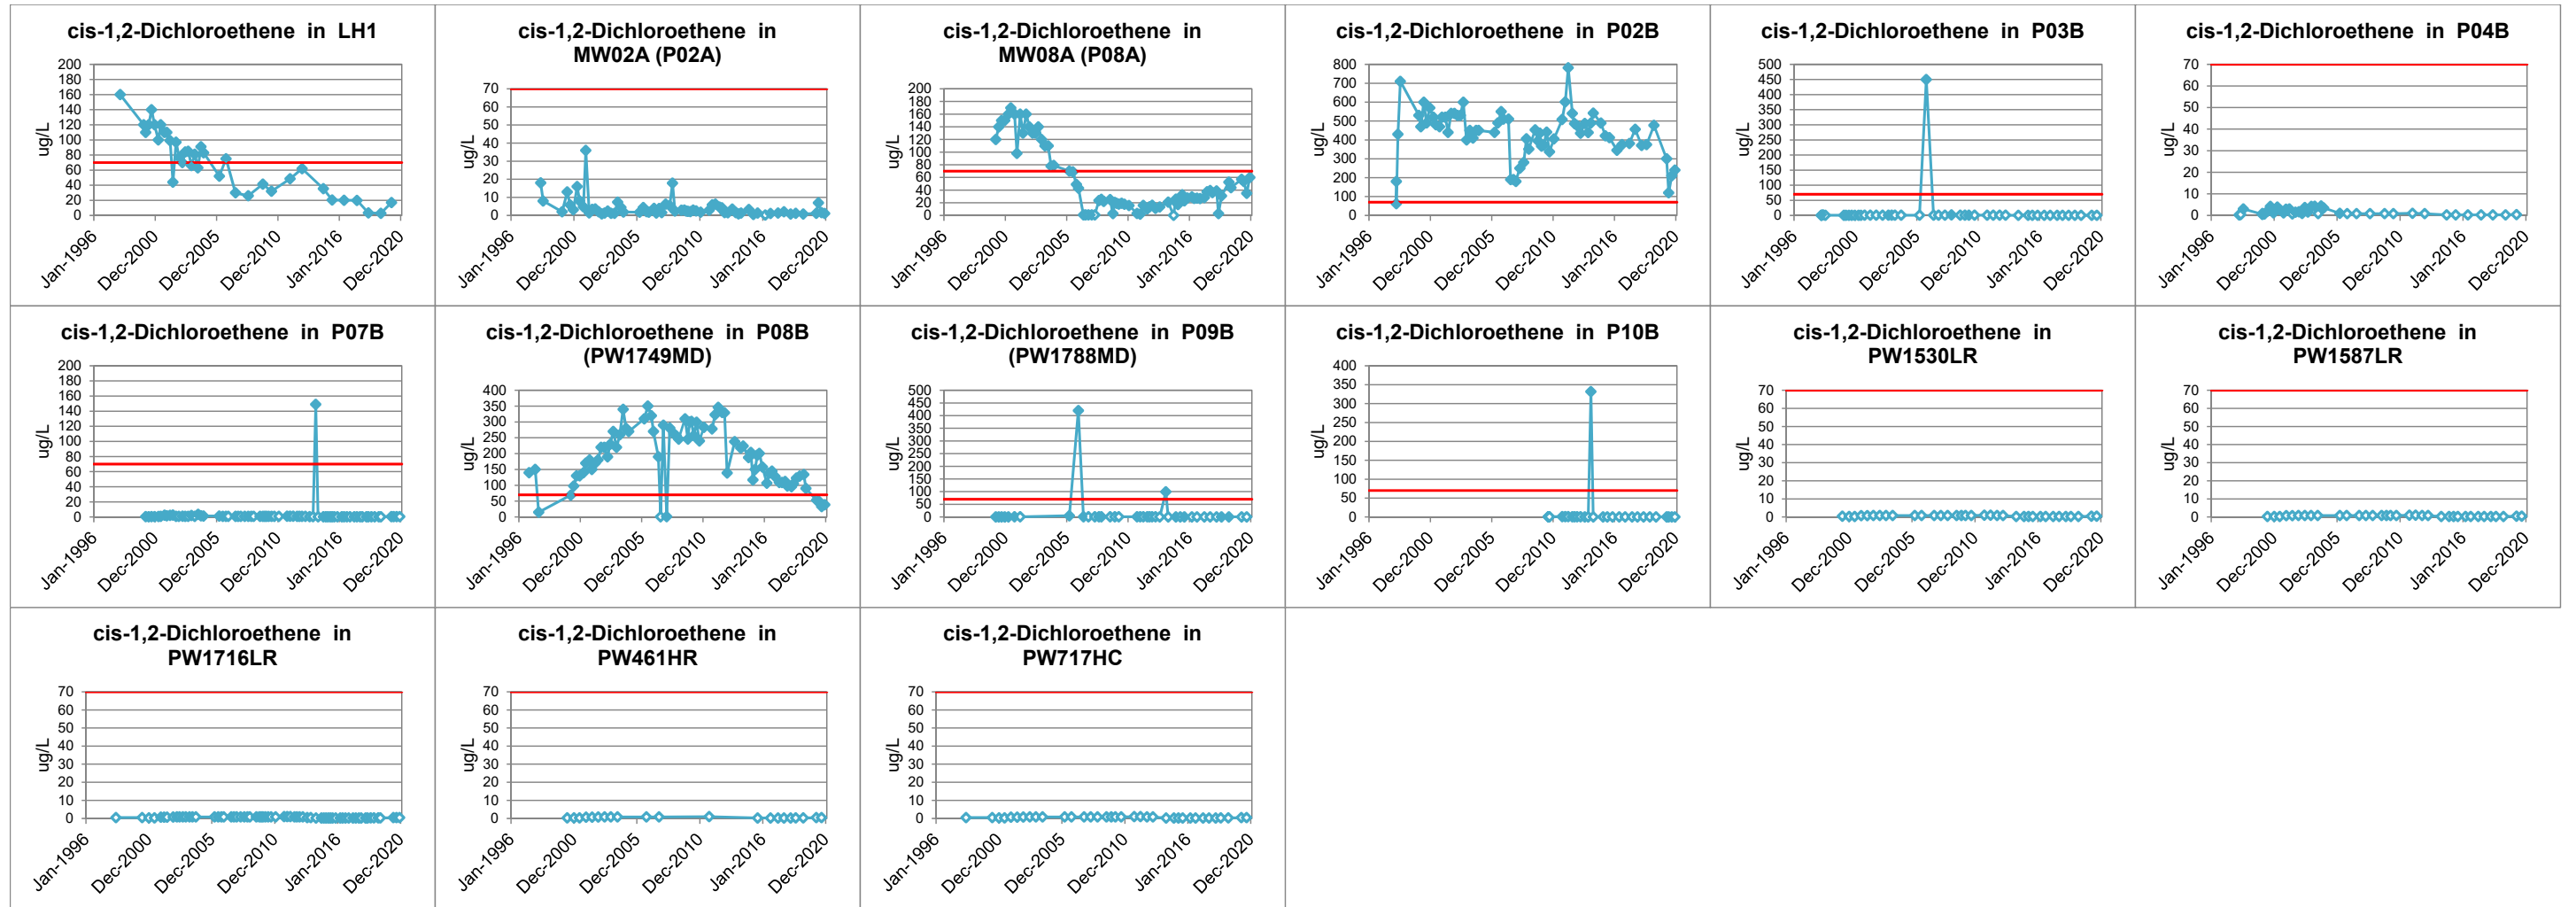 cis-1,2-Dichloroethene in LH1
ug/L
200
180
160
140
120
100
80
60
40
20
0
Jan-1996
Dec-2000
Dec-2005
Dec-2010
Jan-2016
Dec-2020
cis-1,2-Dichloroethene in
MW02A (P02A)
ug/L
70
60
50
40
30
20
10
0
Jan-1996
Dec-2000
Dec-2005
Dec-2010
Jan-2016
Dec-2020
cis-1,2-Dichloroethene in
MW08A (P08A)
ug/L
200
180
160
140
120
100
80
60
40
20
0
Jan-1996
Dec-2000
Dec-2005
Dec-2010
Jan-2016
Dec-2020
cis-1,2-Dichloroethene in P02B
ug/L
800
700
600
500
400
300
200
100
0
Jan-1996
Dec-2000
Dec-2005
Dec-2010
Jan-2016
Dec-2020
cis-1,2-Dichloroethene in P03B
ug/L
500
450
400
350
300
250
200
150
100
50
0
Jan-1996
Dec-2000
Dec-2005
Dec-2010
Jan-2016
Dec-2020
cis-1,2-Dichloroethene in P04B
ug/L
70
60
50
40
30
20
10
0
Jan-1996
Dec-2000
Dec-2005
Dec-2010
Jan-2016
Dec-2020
cis-1,2-Dichloroethene in P07B
ug/L
200
180
160
140
120
100
80
60
40
20
0
Jan-1996
Dec-2000
Dec-2005
Dec-2010
Jan-2016
Dec-2020
cis-1,2-Dichloroethene in P08B
(PW1749MD)
ug/L
400
350
300
250
200
150
100
50
0
Jan-1996
Dec-2000
Dec-2005
Dec-2010
Jan-2016
Dec-2020
cis-1,2-Dichloroethene in P09B
(PW1788MD)
ug/L
500
450
400
350
300
250
200
150
100
50
0
Jan-1996
Dec-2000
Dec-2005
Dec-2010
Jan-2016
Dec-2020
cis-1,2-Dichloroethene in P10B
ug/L
400
350
300
250
200
150
100
50
0
Jan-1996
Dec-2000
Dec-2005
Dec-2010
Jan-2016
Dec-2020
cis-1,2-Dichloroethene in
PW1530LR
ug/L
70
60
50
40
30
20
10
0
Jan-1996
Dec-2000
Dec-2005
Dec-2010
Jan-2016
Dec-2020
cis-1,2-Dichloroethene in
PW1587LR
ug/L
70
60
50
40
30
20
10
0
Jan-1996
Dec-2000
Dec-2005
Dec-2010
Jan-2016
Dec-2020
cis-1,2-Dichloroethene in
PW1716LR
ug/L
70
60
50
40
30
20
10
0
Jan-1996
Dec-2000
Dec-2005
Dec-2010
Jan-2016
Dec-2020
cis-1,2-Dichloroethene in
PW461HR
ug/L
70
60
50
40
30
20
10
0
Jan-1996
Dec-2000
Dec-2005
Dec-2010
Jan-2016
Dec-2020
cis-1,2-Dichloroethene in
PW717HC
ug/L
70
60
50
40
30
20
10
0
Jan-1996
Dec-2000
Dec-2005
Dec-2010
Jan-2016
Dec-2020